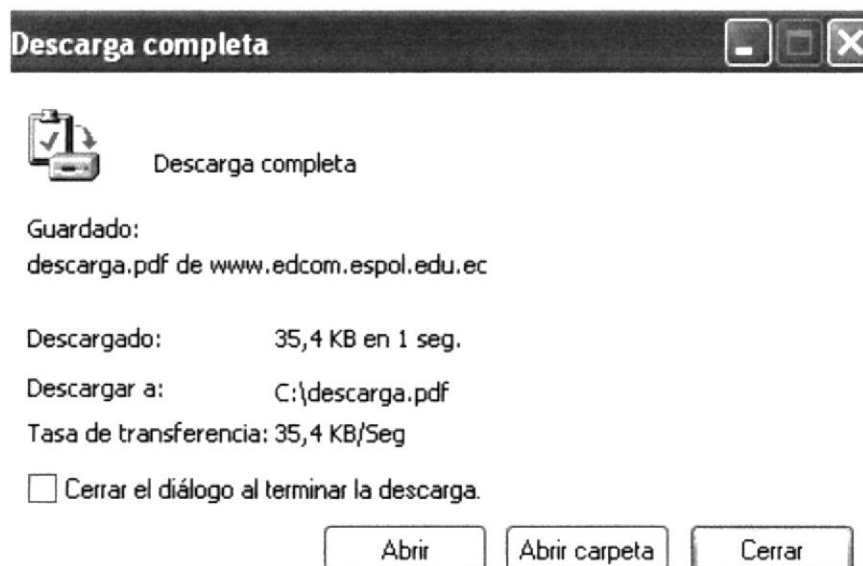 Descarga completa
Descarga completa
Guardado:
descarga.pdf de www.edcom.espol.edu.ec
Descargado: 35,4 KB en 1 seg.
Descargar a: C:\descarga.pdf
Tasa de transferencia: 35,4 KB/Seg
Cerrar el diálogo al terminar la descarga.
Abrir Abrir carpeta Cerrar